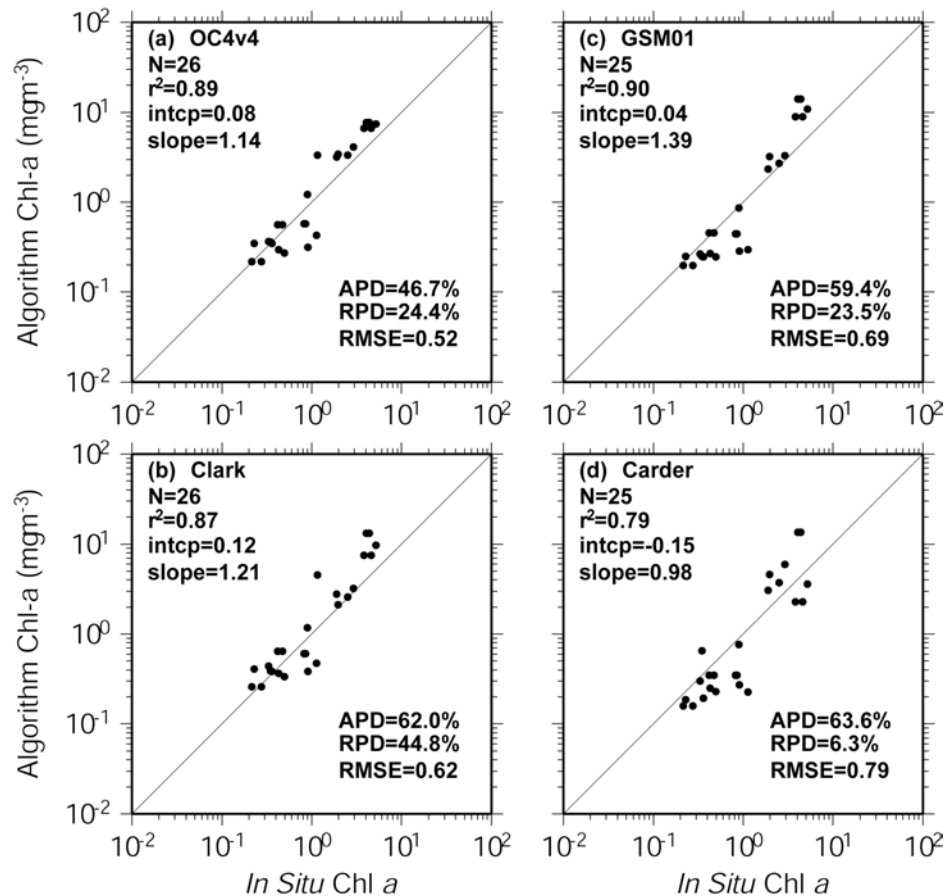 (a) OC4v4
N=26
r²=0.89
intcp=0.08
slope=1.14
APD=46.7%
RPD=24.4%
RMSE=0.52
10²
10¹
10⁰
10⁻¹
10⁻²
Algorithm Chl-a (mgm⁻³)
10⁻² 10⁻¹ 10⁰ 10¹ 10²
(c) GSM01
N=25
r²=0.90
intcp=0.04
slope=1.39
APD=59.4%
RPD=23.5%
RMSE=0.69
10⁻² 10⁻¹ 10⁰ 10¹ 10²
(b) Clark
N=26
r²=0.87
intcp=0.12
slope=1.21
APD=62.0%
RPD=44.8%
RMSE=0.62
10²
10¹
10⁰
10⁻¹
10⁻²
Algorithm Chl-a (mgm⁻³)
10⁻² 10⁻¹ 10⁰ 10¹ 10²
In Situ Chl a
(d) Carder
N=25
r²=0.79
intcp=-0.15
slope=0.98
APD=63.6%
RPD=6.3%
RMSE=0.79
10⁻² 10⁻¹ 10⁰ 10¹ 10²
In Situ Chl a